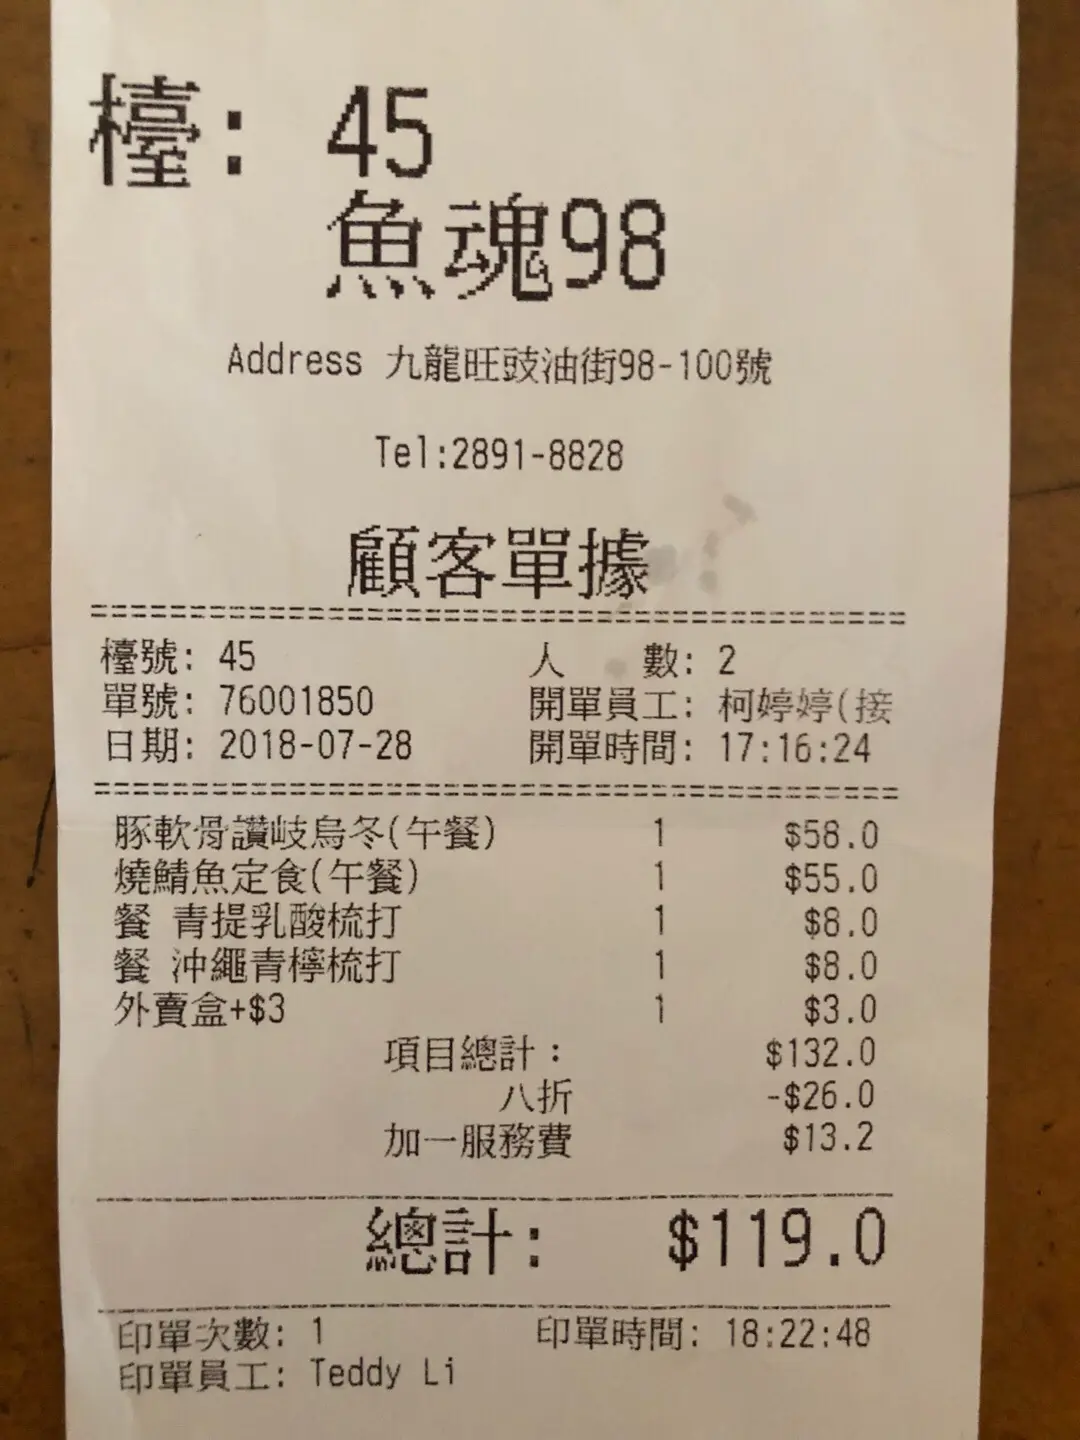 檯: 45
魚魂98
Address 九龍旺豉油街98-100號
Tel:2891-8828
顧客單據
檯號: 45 人 數: 2
單號: 76001850 開單員工: 柯婷婷(接
日期: 2018-07-28 開單時間: 17:16:24
豚軟骨讚岐烏冬(午餐) 1 $58.0
燒鯖魚定食(午餐) 1 $55.0
餐 青提乳酸梳打 1 $8.0
餐 沖繩青檸梳打 1 $8.0
外賣盒+$3 1 $3.0
項目總計: $132.0
八折 -$26.0
加一服務費 $13.2
總計: $119.0
印單次數: 1 印單時間: 18:22:48
印單員工: Teddy Li